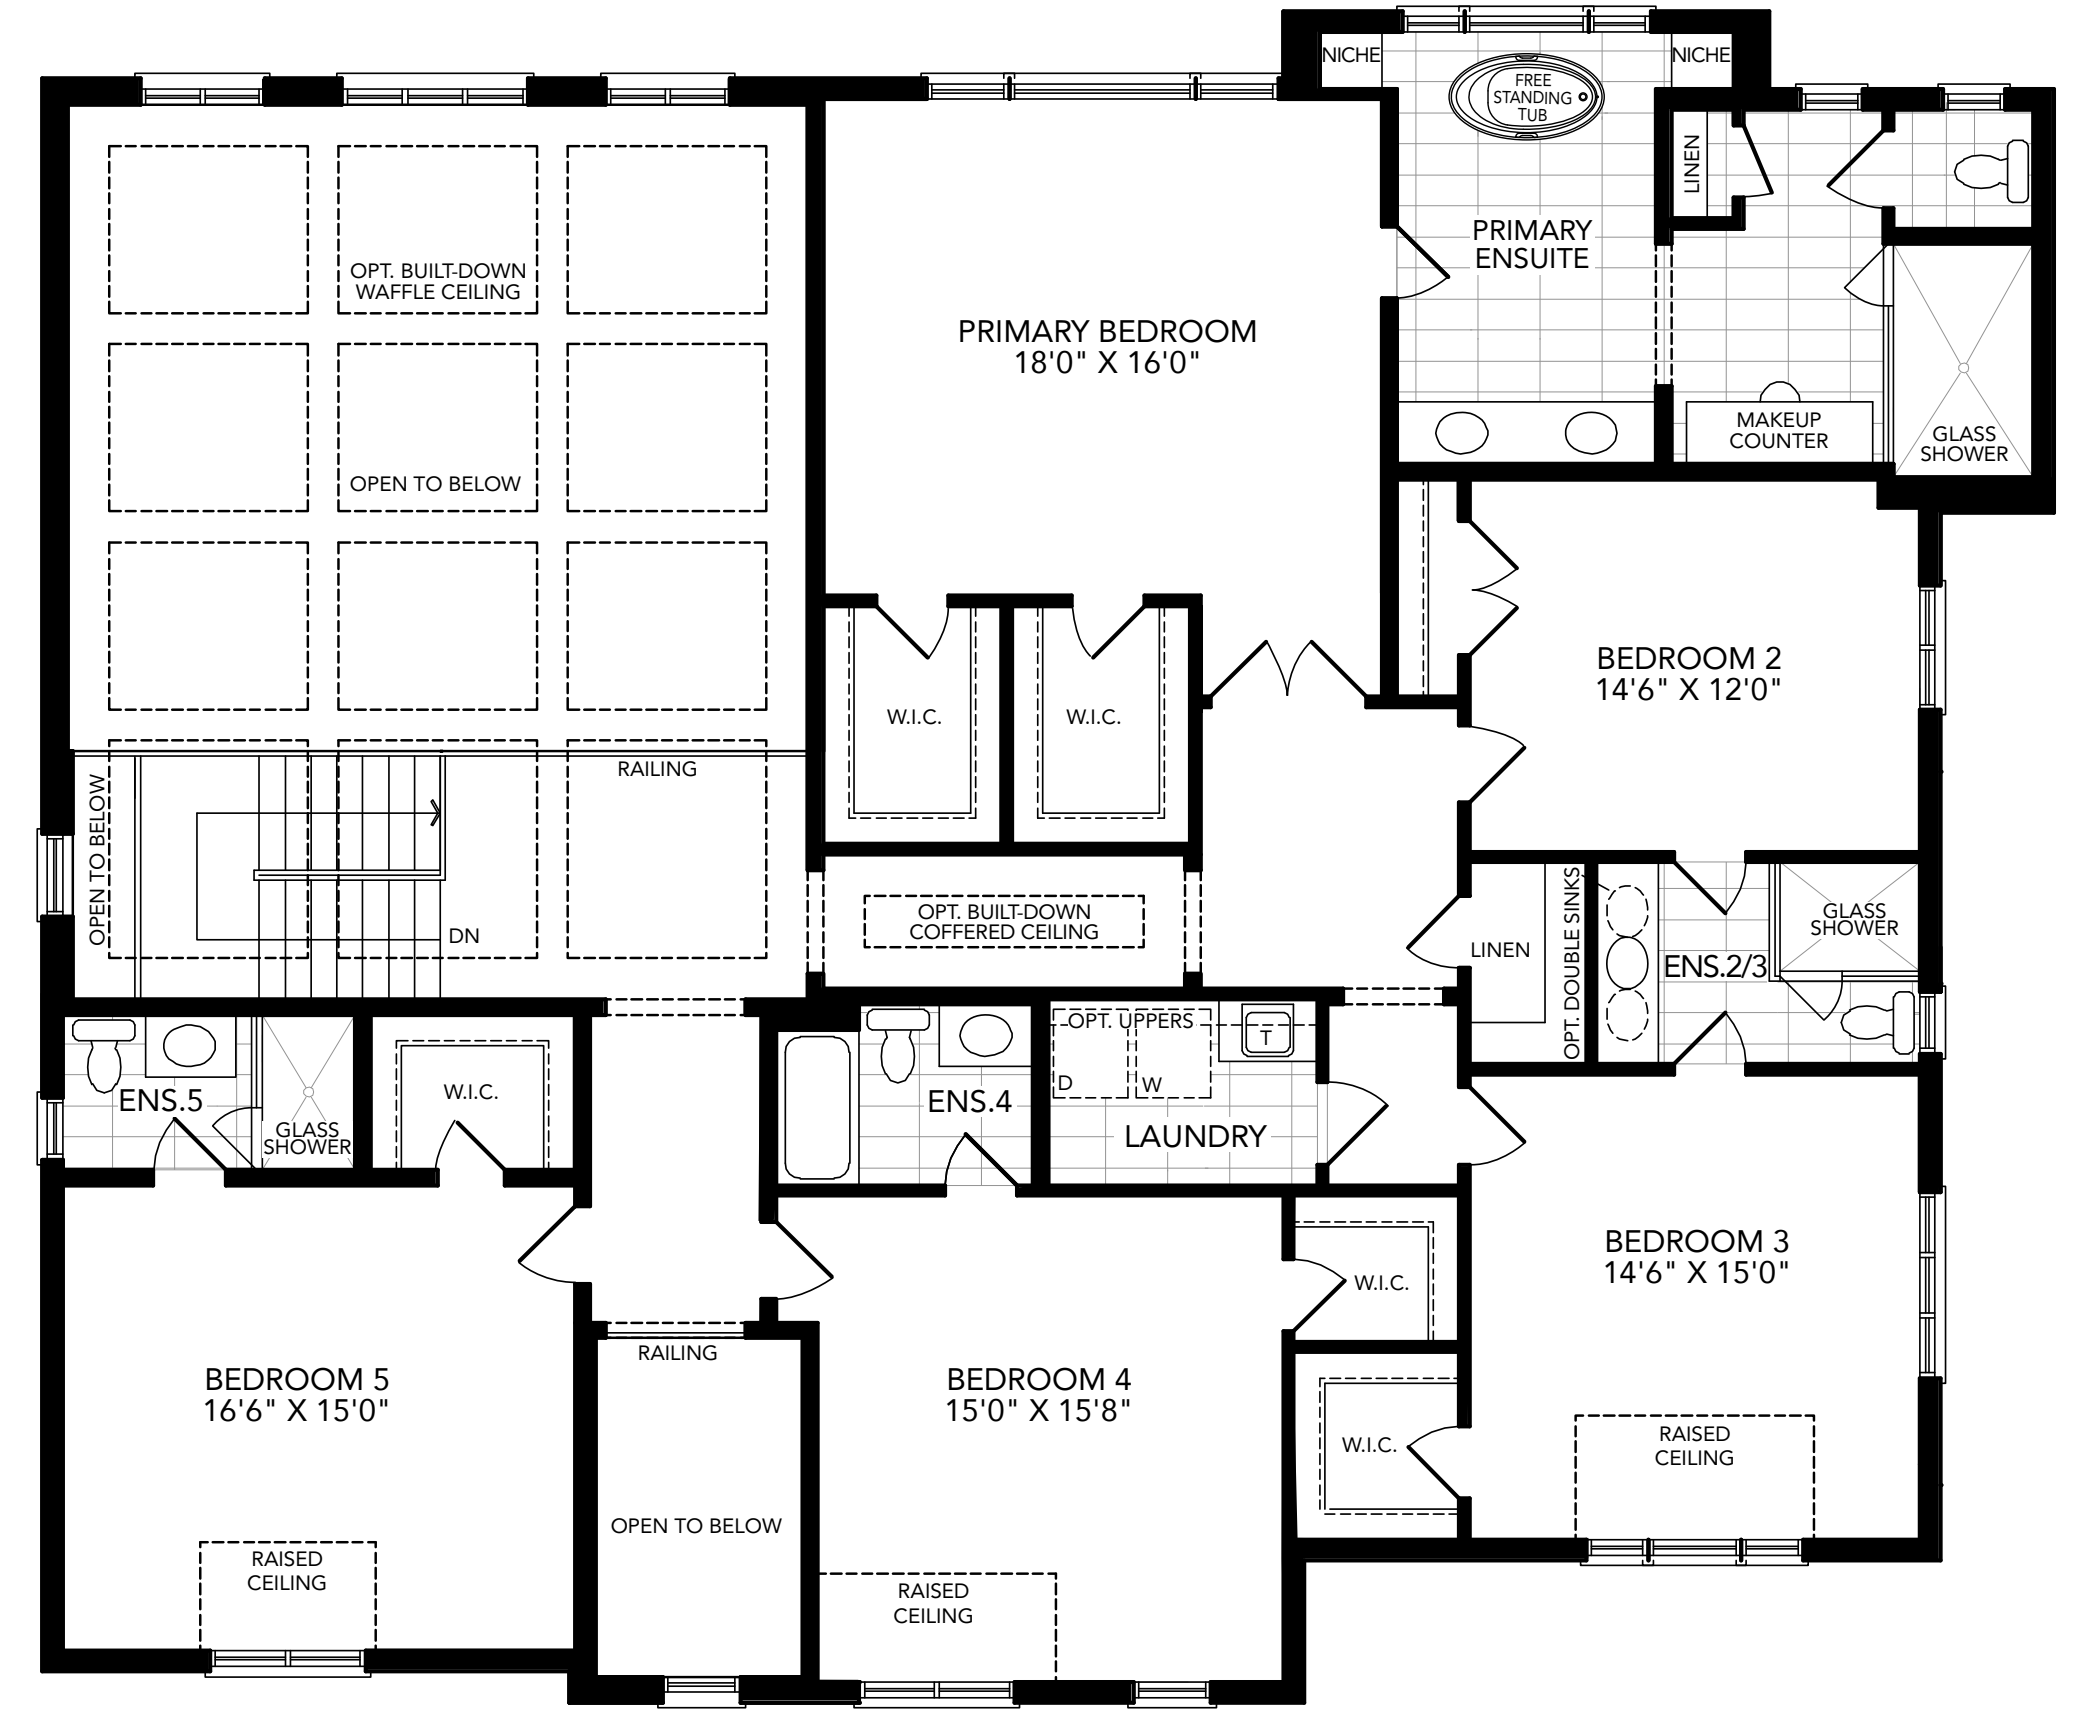 NICHE
NICHE
FREE
STANDING
TUB
LINEN
PRIMARY
ENSUITE
OPT. BUILT-DOWN
WAFFLE CEILING
PRIMARY BEDROOM
18'0" X 16'0"
MAKEUP
COUNTER
GLASS
SHOWER
OPEN TO BELOW
BEDROOM 2
14'6" X 12'0"
W.I.C.
W.I.C.
RAILING
OPEN TO BELOW
DN
OPT. BUILT-DOWN
COFFERED CEILING
LINEN
OPT. DOUBLE SINKS
GLASS
SHOWER
ENS.2/3
OPT. UPPERS
T
D
W
LAUNDRY
ENS.5
GLASS
SHOWER
W.I.C.
ENS.4
BEDROOM 3
14'6" X 15'0"
W.I.C.
RAILING
BEDROOM 5
16'6" X 15'0"
BEDROOM 4
15'0" X 15'8"
W.I.C.
RAISED
CEILING
OPEN TO BELOW
RAISED
CEILING
RAISED
CEILING